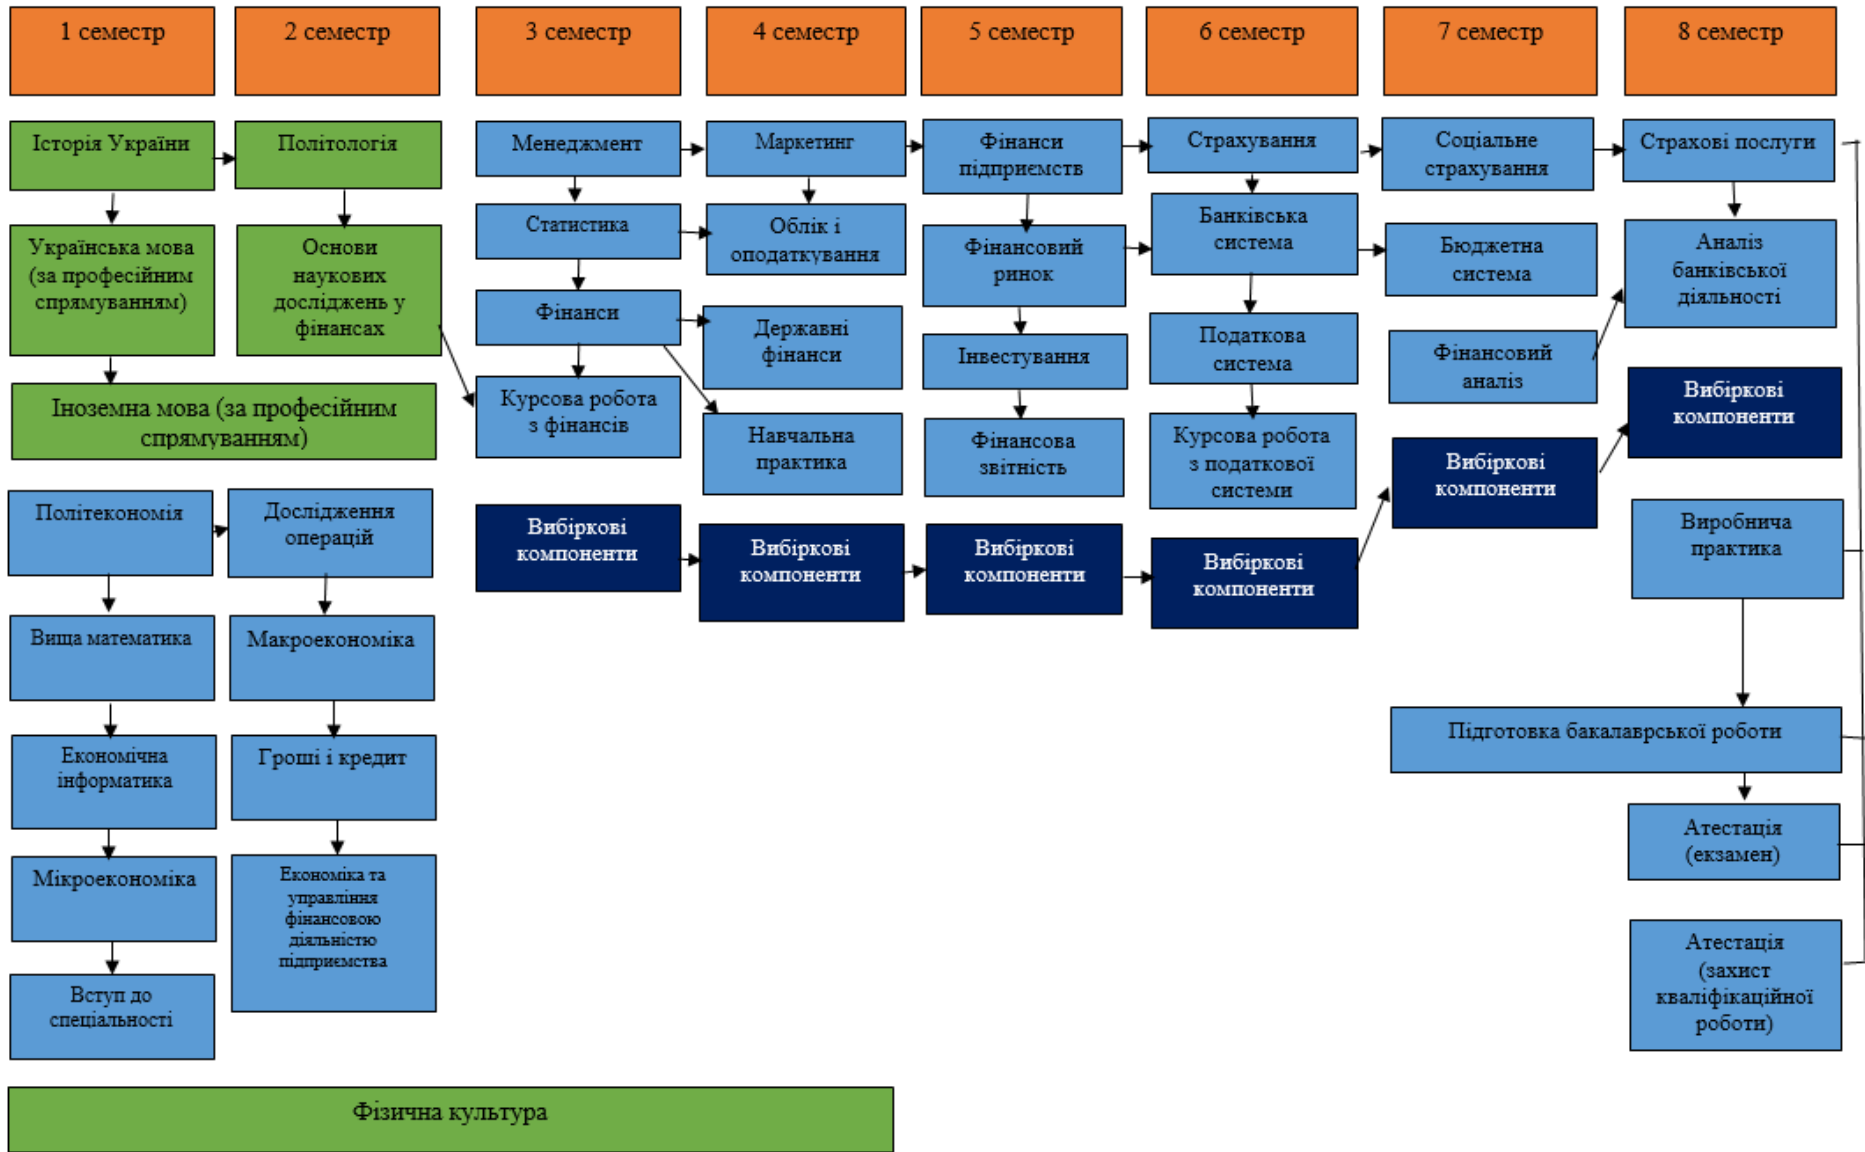 1 семестр
2 семестр
3 семестр
4 семестр
5 семестр
6 семестр
7 семестр
8 семестр
Історія України
Політологія
Менеджмент
Маркетинг
Фінанси
підприємств
Страхування
Соціальне
страхування
Страхові послуги
Українська мова
(за професійним
спрямуванням)
Основи
наукових
досліджень у
фінансах
Статистика
Облік і
оподаткування
Фінансовий
ринок
Банківська
система
Бюджетна
система
Аналіз
банківської
діяльності
Фінанси
Державні
фінанси
Інвестування
Податкова
система
Фінансовий
аналіз
Іноземна мова (за професійним
спрямуванням)
Курсова робота
з фінансів
Навчальна
практика
Фінансова
звітність
Курсова робота
з податкової
системи
Вибіркові
компоненти
Вибіркові
компоненти
Політекономія
Дослідження
операцій
Вибіркові
компоненти
Вибіркові
компоненти
Вибіркові
компоненти
Вибіркові
компоненти
Виробнича
практика
Вища математика
Макроекономіка
Економічна
інформатика
Гроші і кредит
Підготовка бакалаврської роботи
Мікроекономіка
Економіка та
управління
фінансовою
діяльністю
підприємства
Атестація
(екзамен)
Вступ до
спеціальності
Атестація
(захист
кваліфікаційної
роботи)
Фізична культура